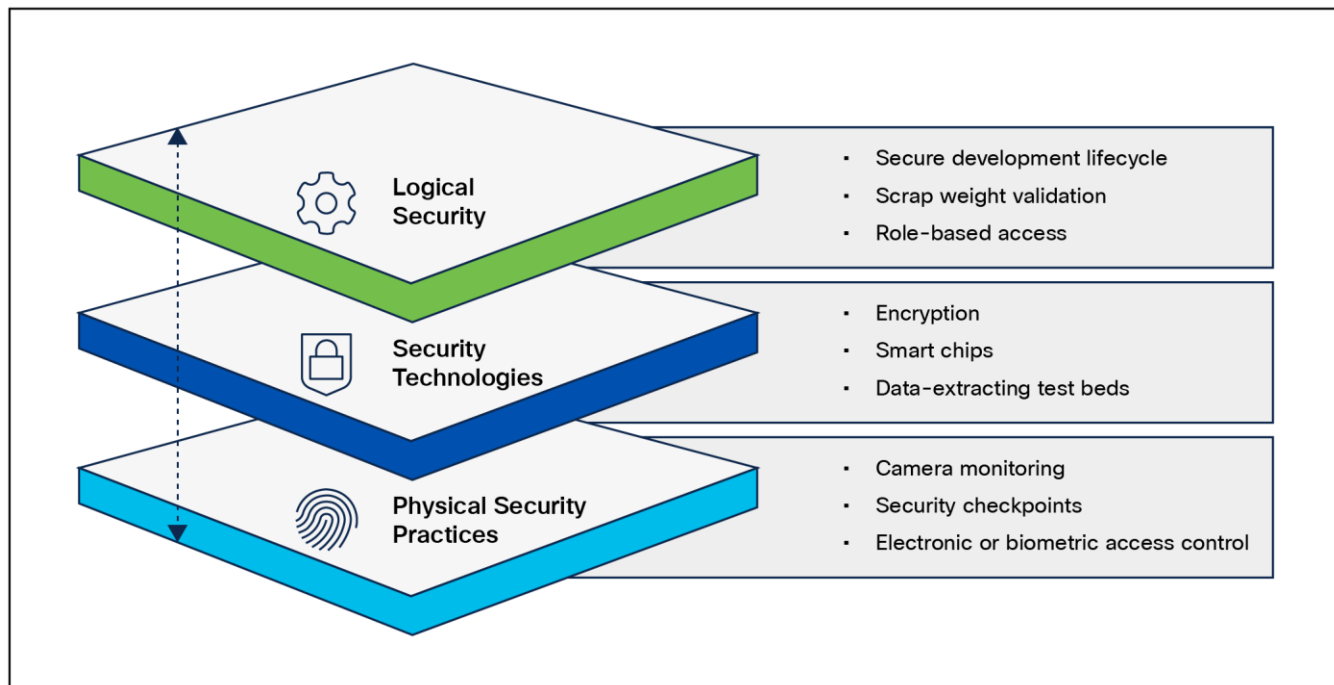 Logical
Security
▪ Secure development lifecycle
▪ Scrap weight validation
▪ Role-based access
Security
Technologies
▪ Encryption
▪ Smart chips
▪ Data-extracting test beds
Physical Security
Practices
▪ Camera monitoring
▪ Security checkpoints
▪ Electronic or biometric access control